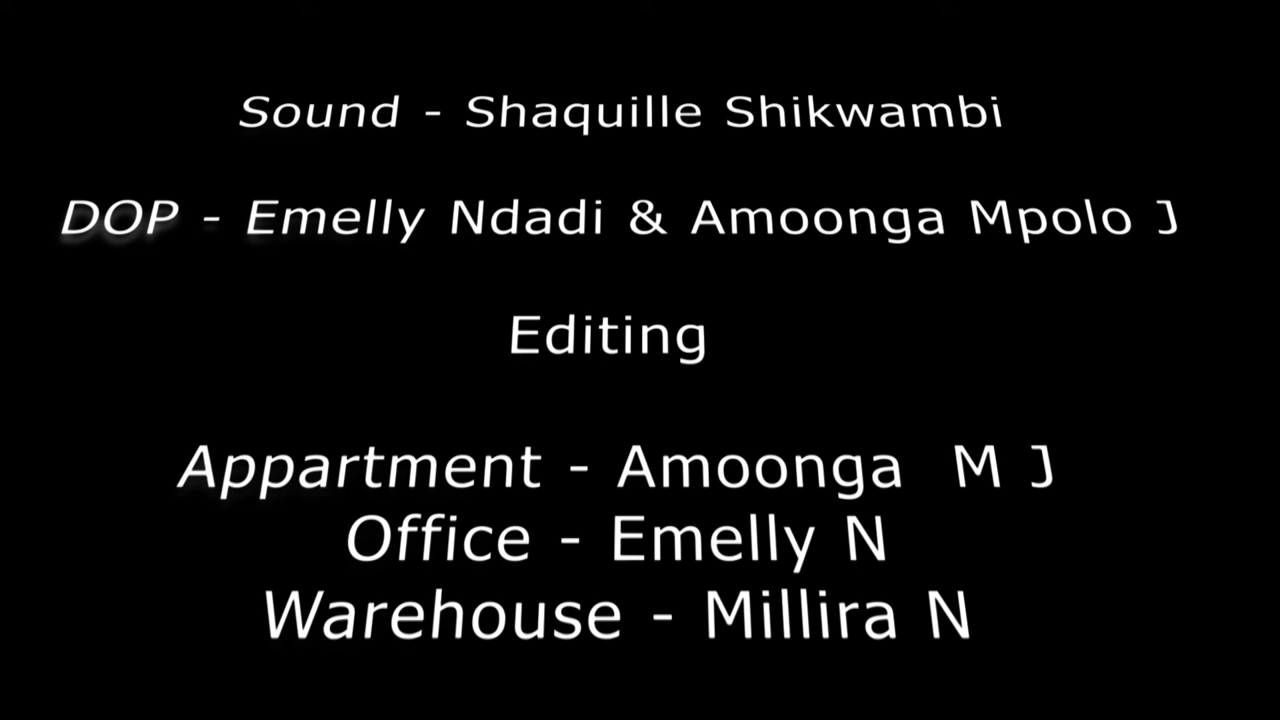 Sound - Shaquille Shikwambi
DOP - Emelly Ndadi & Amoonga Mpolo J
Editing
Appartment - Amoonga M J
Office - Emelly N
Warehouse - Millira N